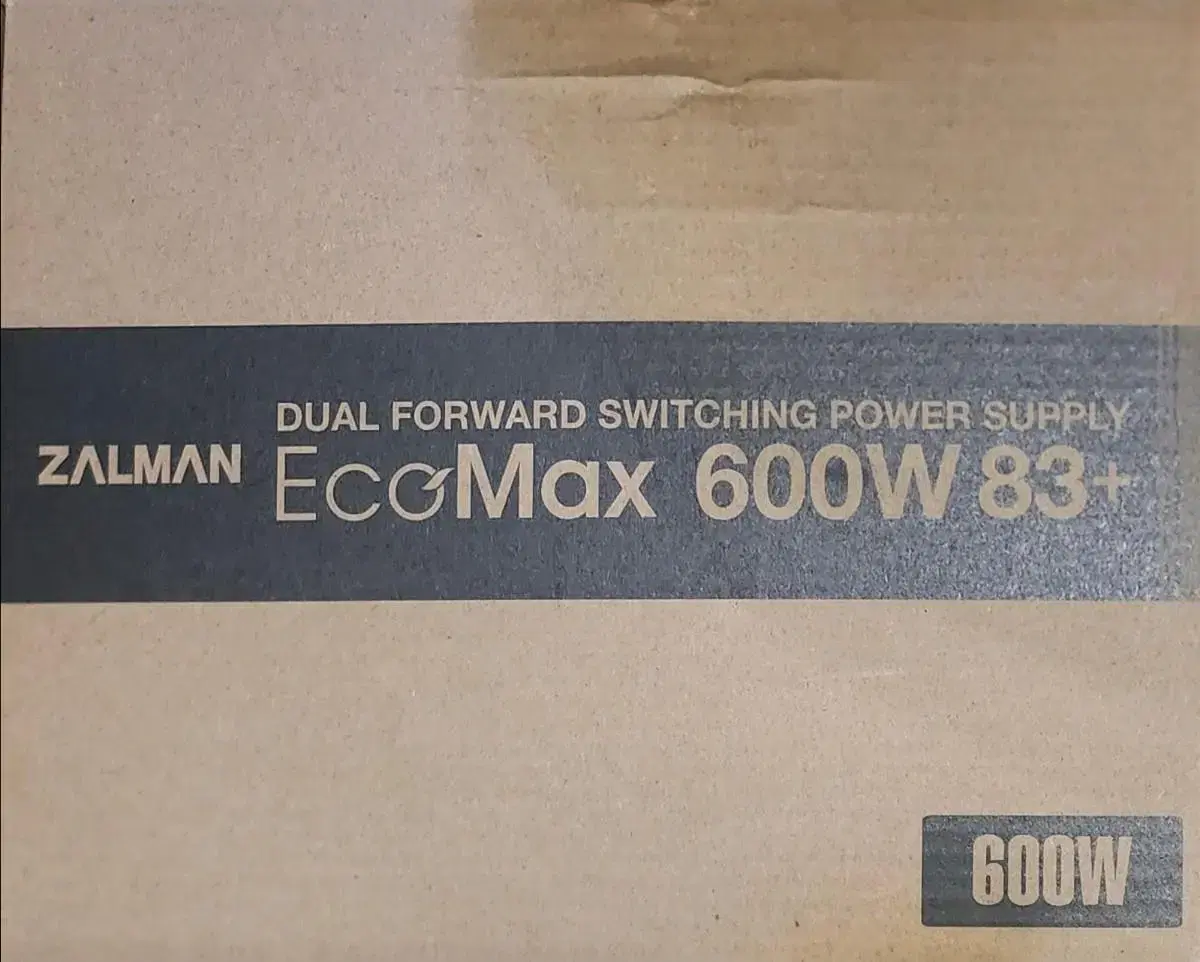 DUAL FORWARD SWITCHING POWER SUPPLY
ZALMAN EcoMax 600W 83+
600W